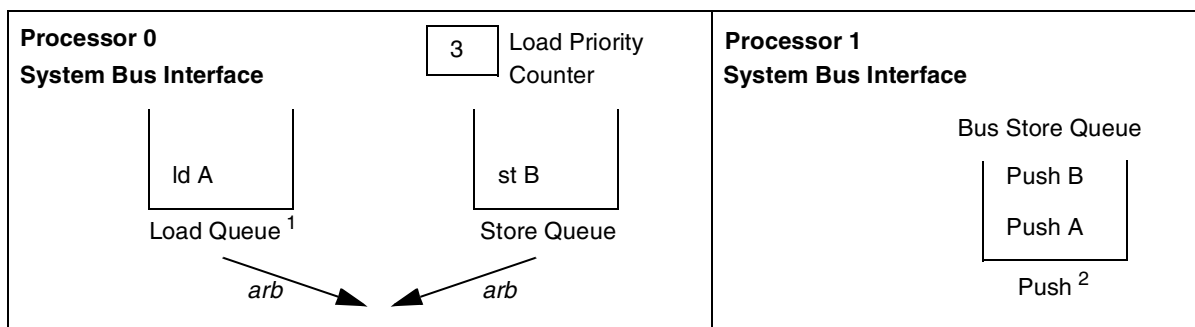 Processor 0
System Bus Interface
3
Load Priority
Counter
ld A
Load Queue 1
st B
Store Queue
arb
arb
Processor 1
System Bus Interface
Bus Store Queue
Push B
Push A
Push 2